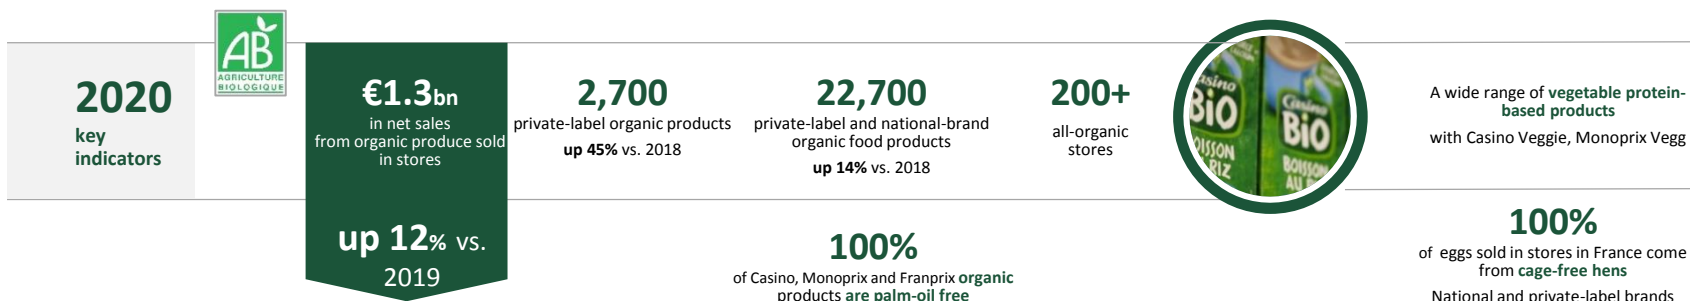 2020
key
indicators
AB
AGRICULTURE
BIOLOGIQUE
€1.3bn
in net sales
from organic produce sold
in stores
up 12% vs.
2019
2,700
private-label organic products
up 45% vs. 2018
22,700
private-label and national-brand
organic food products
up 14% vs. 2018
200+
all-organic
stores
100%
of Casino, Monoprix and Franprix organic
products are palm-oil free
BiO
Casino
BiO
BOISSON
A wide range of vegetable protein-
based products
with Casino Veggie, Monoprix Vegg
100%
of eggs sold in stores in France come
from cage-free hens
National and private-label brands